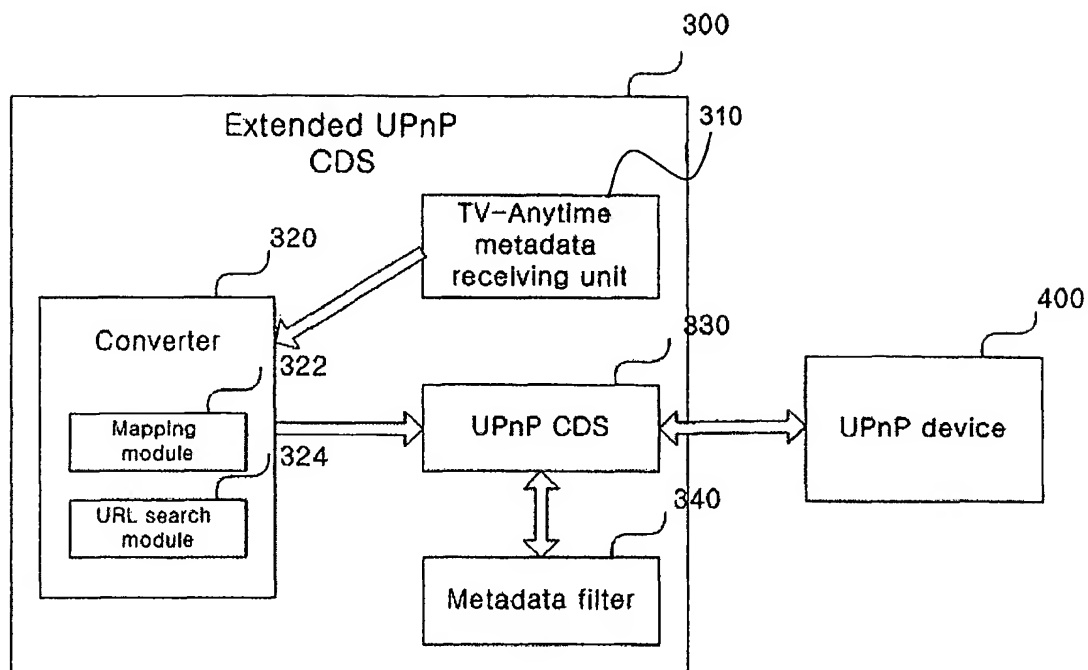 300
Extended UPnP
CDS
310
TV-Anytime
metadata
receiving unit
320
Converter
322
Mapping
module
324
URL search
module
330
UPnP CDS
340
Metadata filter
400
UPnP device